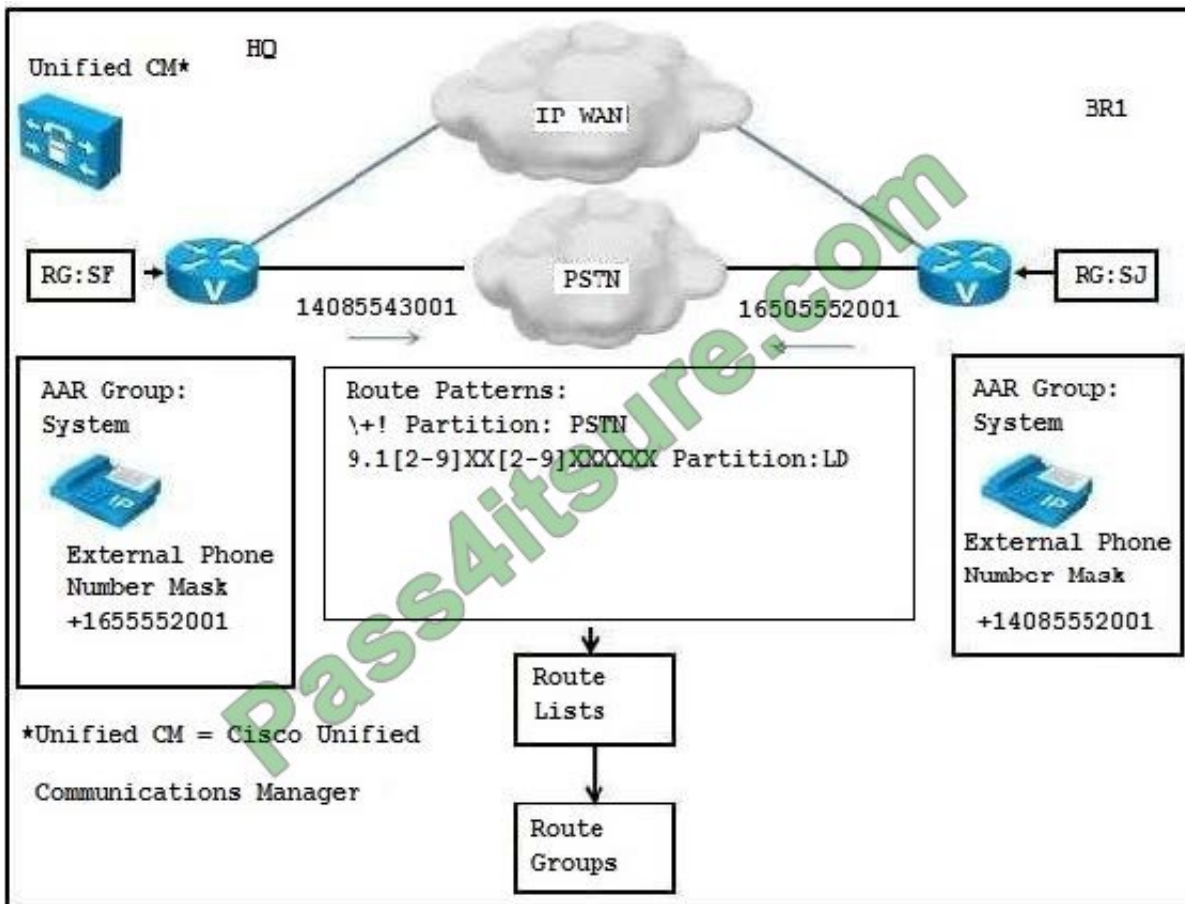 HQ
Unified CM*
IP WAN
BR1
RG:SF
V
PSTN
V
RG:SJ
14085543001
16505552001
AAR Group:
System
IP
External Phone
Number Mask
+1655552001
Route Patterns:
\+! Partition: PSTN
9.1[2-9]XX[2-9]XXXXXX Partition:LD
AAR Group:
System
IP
External Phone
Number Mask
+14085552001
Route
Lists
*Unified CM = Cisco Unified
Communications Manager
Route
Groups
Pass4itsure.com